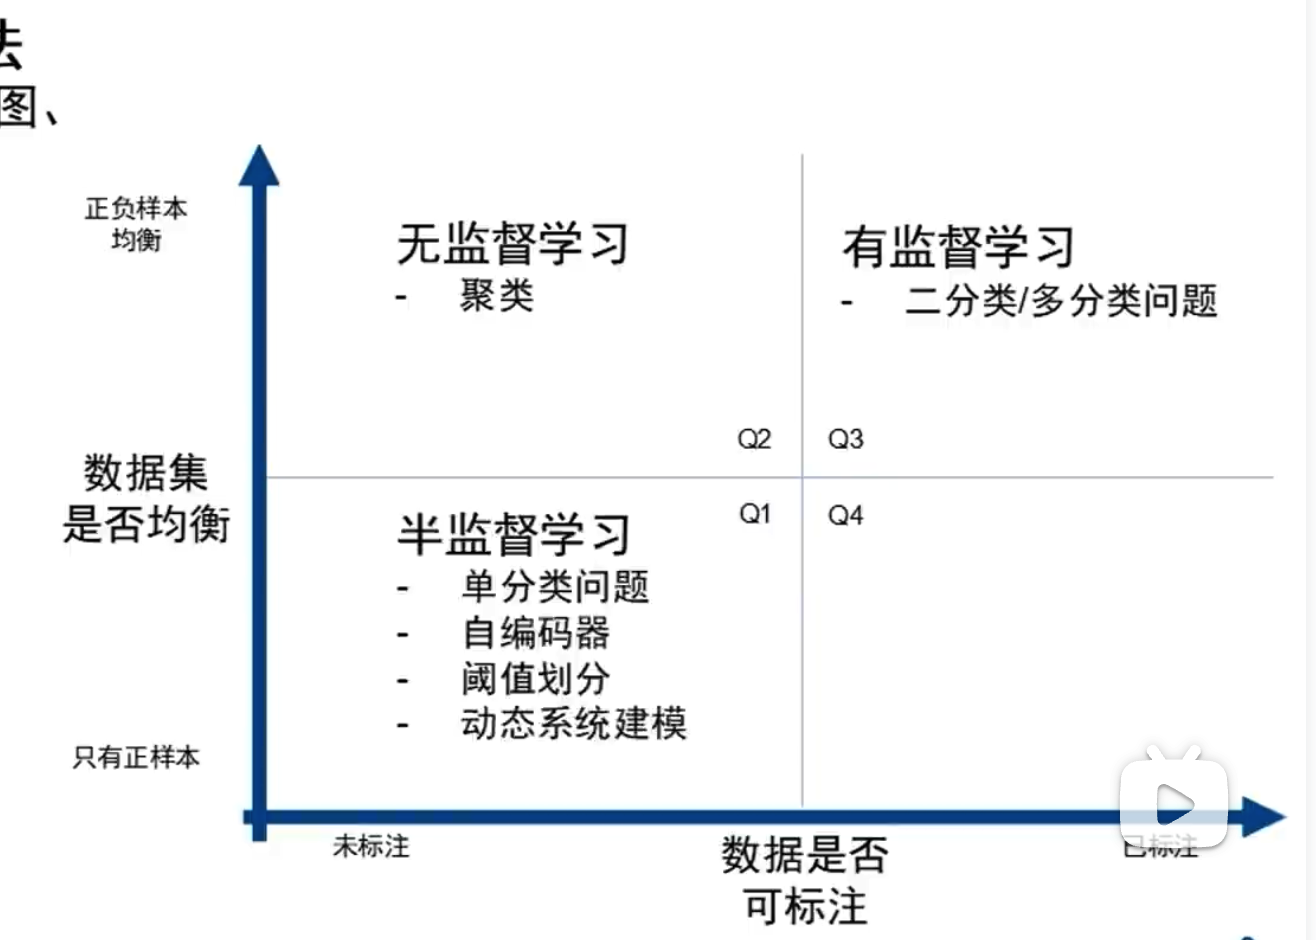 法
图、
正负样本
均衡
无监督学习
- 聚类
有监督学习
- 二分类/多分类问题
Q2
Q3
数据集
是否均衡
Q1
Q4
半监督学习
- 单分类问题
- 自编码器
- 阈值划分
- 动态系统建模
只有正样本
未标注
数据是否
可标注
已标注